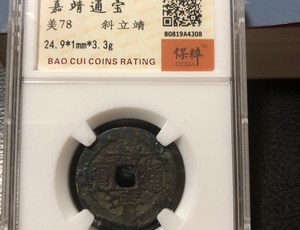 嘉靖通宝
美78 斜立靖
24.9*1mm*3.3g
BAO CUI COINS RATING
保粹
CCGA
80819A4308